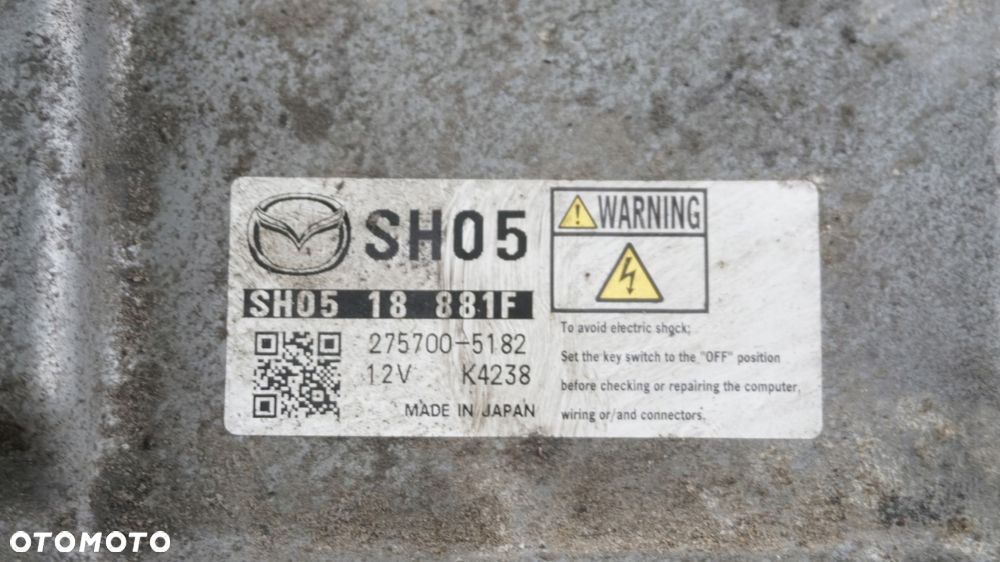 SH05
SH05 18 881F
275700-5182
12V K4238
MADE IN JAPAN
WARNING
To avoid electric shock;
Set the key switch to the "OFF" position
before checking or repairing the computer,
wiring or/and connectors.
OTOMOTO